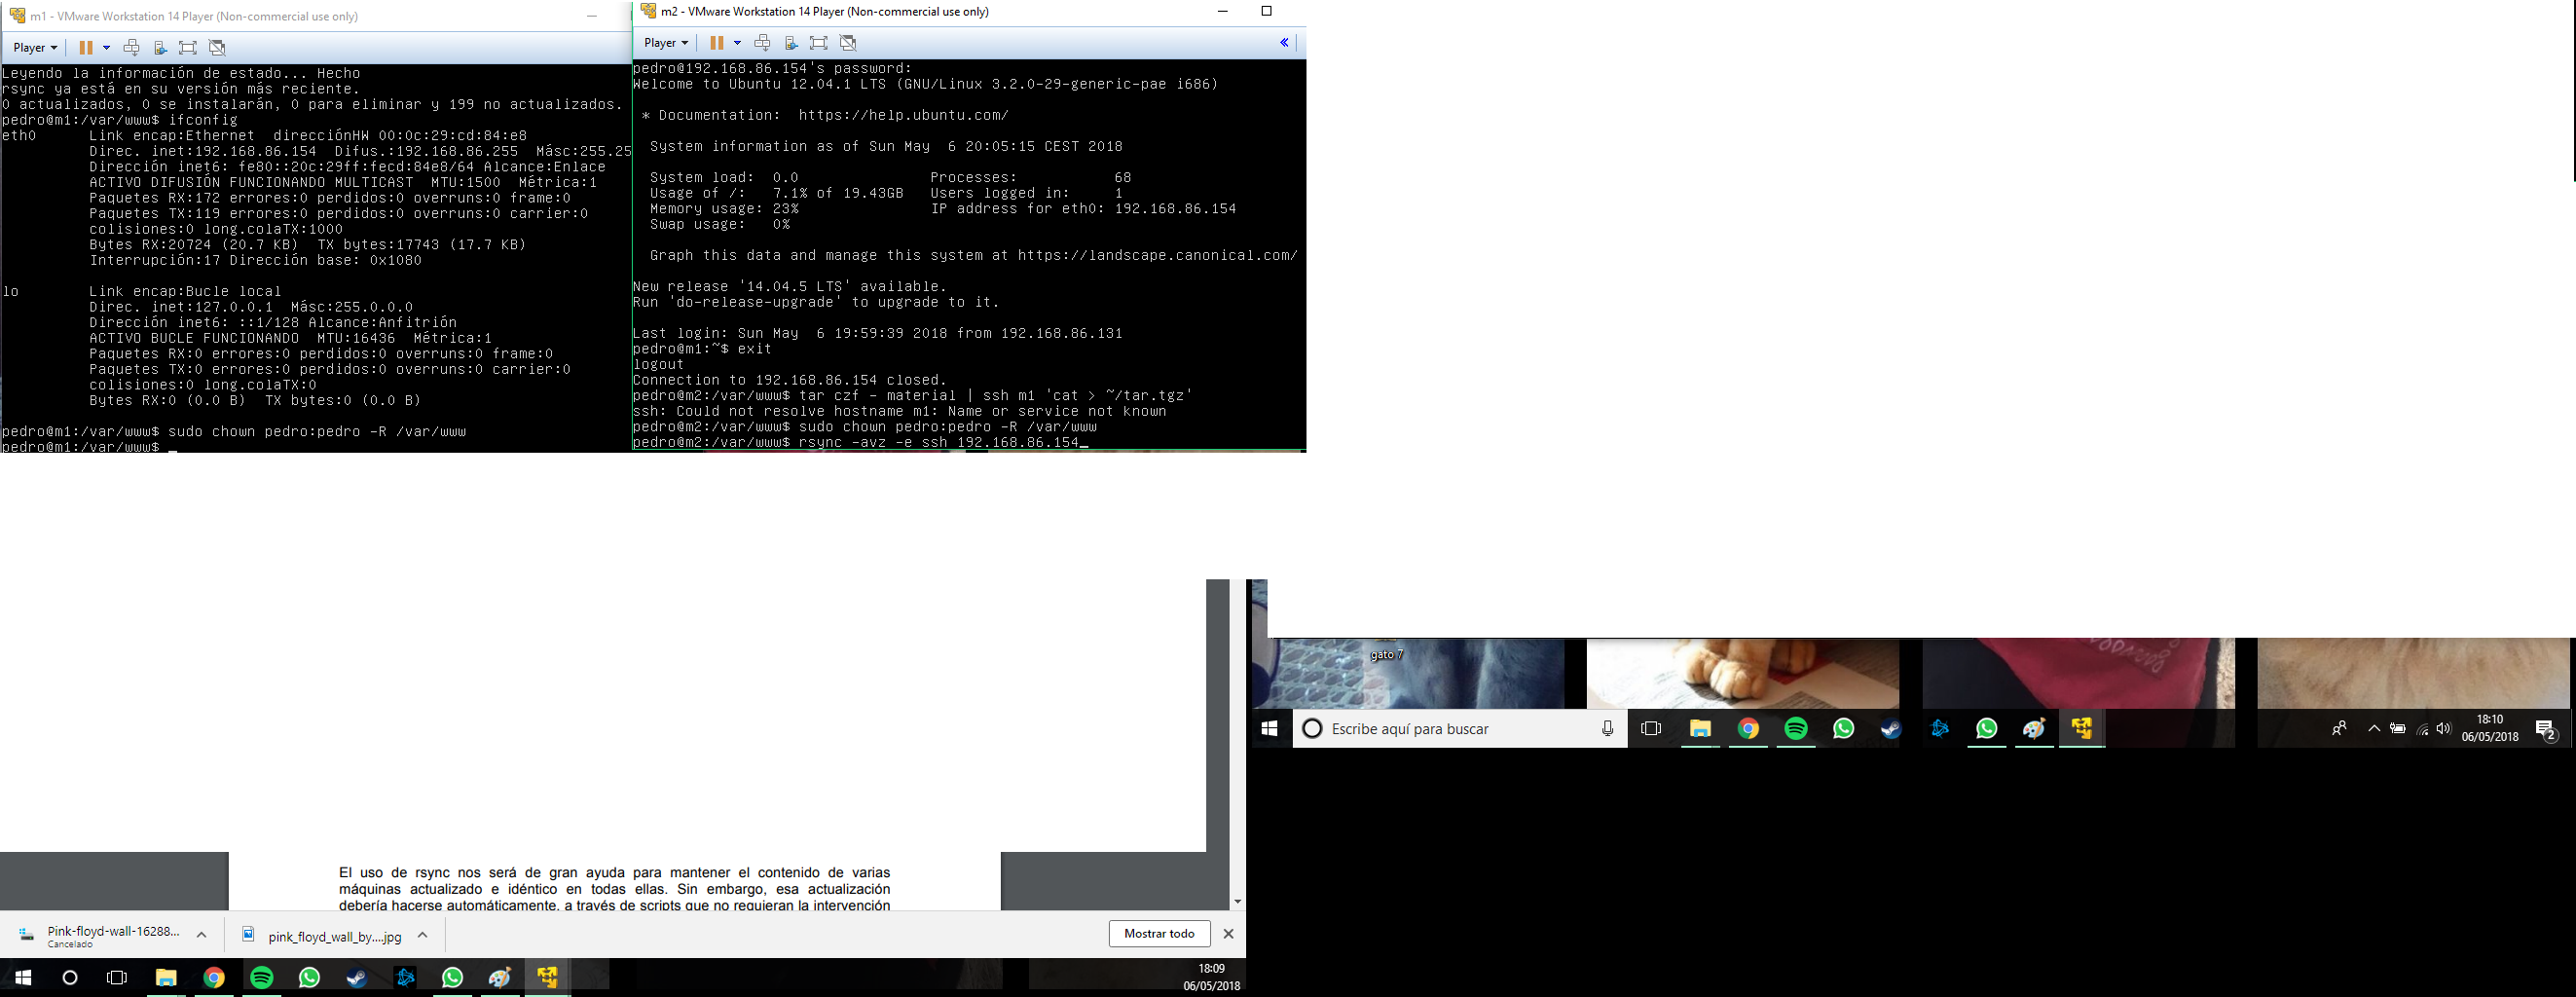 m1 - VMware Workstation 14 Player (Non-commercial use only)
Player
Leyendo la información de estado... Hecho
rsync ya está en su versión más reciente.
0 actualizados, 0 se instalarán, 0 para eliminar y 199 no actualizados.
pedro@m1:/var/www$ ifconfig
eth0      Link encap:Ethernet  direcciónHW 00:0c:29:cd:84:e8
Direc. inet:192.168.86.154  Difus.:192.168.86.255  Másc:255.25
Dirección inet6: fe80::20c:29ff:fecd:84e8/64 Alcance:Enlace
ACTIVO DIFUSIÓN FUNCIONANDO MULTICAST  MTU:1500  Métrica:1
Paquetes RX:172 errores:0 perdidos:0 overruns:0 frame:0
Paquetes TX:119 errores:0 perdidos:0 overruns:0 carrier:0
colisiones:0 long.colaTX:1000
Bytes RX:20724 (20.7 KB)  TX bytes:17743 (17.7 KB)
Interrupción:17 Dirección base: 0x1080
lo        Link encap:Bucle local
Direc. inet:127.0.0.1  Másc:255.0.0.0
Dirección inet6: ::1/128 Alcance:Anfitrión
ACTIVO BUCLE FUNCIONANDO  MTU:16436  Métrica:1
Paquetes RX:0 errores:0 perdidos:0 overruns:0 frame:0
Paquetes TX:0 errores:0 perdidos:0 overruns:0 carrier:0
colisiones:0 long.colaTX:0
Bytes RX:0 (0.0 B)  TX bytes:0 (0.0 B)
pedro@m1:/var/www$ sudo chown pedro:pedro -R /var/www
pedro@m1:/var/www$ _
m2 - VMware Workstation 14 Player (Non-commercial use only)
Player
pedro@192.168.86.154's password:
Welcome to Ubuntu 12.04.1 LTS (GNU/Linux 3.2.0-29-generic-pae i686)
* Documentation:  https://help.ubuntu.com/
System information as of Sun May  6 20:05:15 CEST 2018
System load:  0.0               Processes:           68
Usage of /:   7.1% of 19.43GB   Users logged in:     1
Memory usage: 23%               IP address for eth0: 192.168.86.154
Swap usage:   0%
Graph this data and manage this system at https://landscape.canonical.com/
New release '14.04.5 LTS' available.
Run 'do-release-upgrade' to upgrade to it.
Last login: Sun May  6 19:59:39 2018 from 192.168.86.131
pedro@m1:~$ exit
logout
Connection to 192.168.86.154 closed.
pedro@m2:/var/www$ tar czf - material | ssh m1 'cat > ~/tar.tgz'
ssh: Could not resolve hostname m1: Name or service not known
pedro@m2:/var/www$ sudo chown pedro:pedro -R /var/www
pedro@m2:/var/www$ rsync -avz -e ssh 192.168.86.154_
gato 7
Escribe aquí para buscar
18:10
06/05/2018
2
El uso de rsync nos será de gran ayuda para mantener el contenido de varias
máquinas actualizado e idéntico en todas ellas. Sin embargo, esa actualización
debería hacerse automáticamente, a través de scripts que no requieran la intervención
Pink-floyd-wall-16288...
Cancelado
pink_floyd_wall_by....jpg
Mostrar todo
18:09
06/05/2018